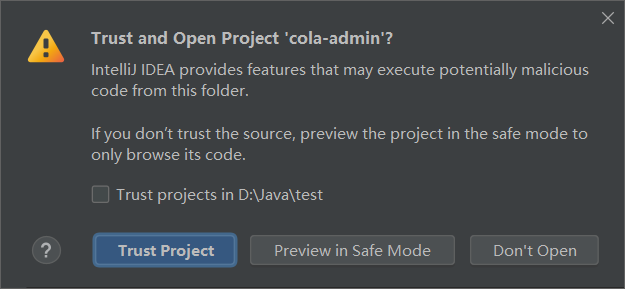 Trust and Open Project 'cola-admin'?
IntelliJ IDEA provides features that may execute potentially malicious
code from this folder.
If you don’t trust the source, preview the project in the safe mode to
only browse its code.
Trust projects in D:\Java\test
?
Trust Project
Preview in Safe Mode
Don't Open